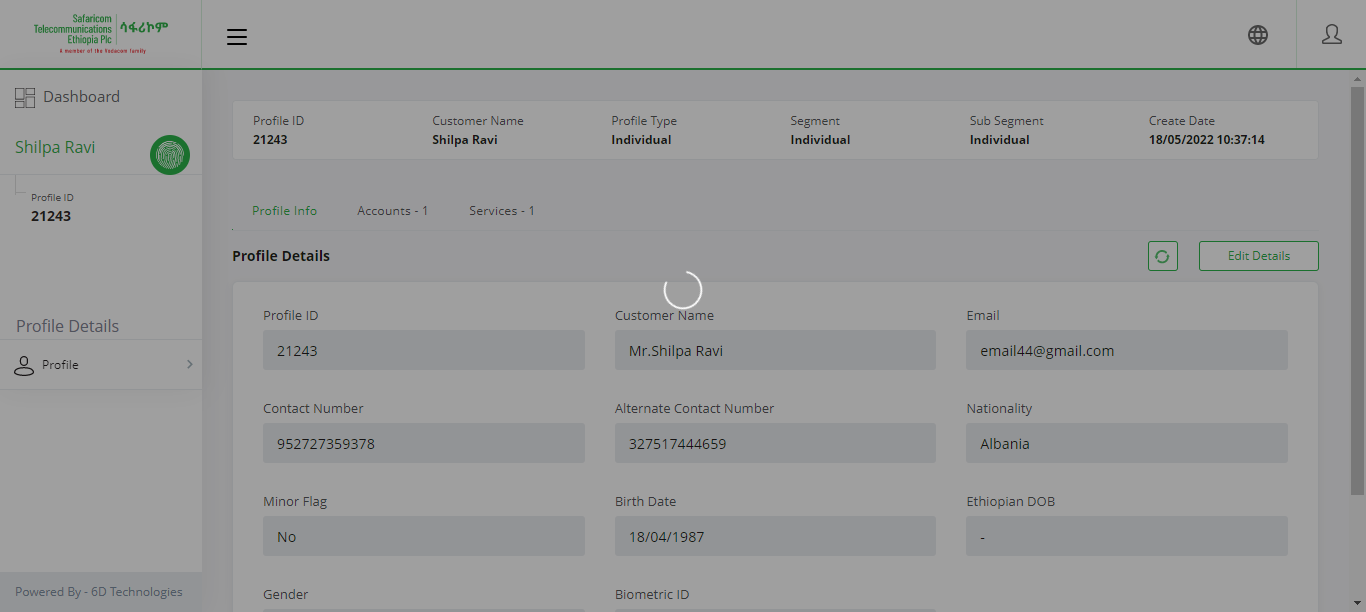 Safaricom
Telecommunications
Ethiopia Plc
ሳፋሪኮም
A member of the Vodacom family
Dashboard
Shilpa Ravi
Profile ID
21243
Profile Details
Profile
Powered By - 6D Technologies
Profile ID Customer Name Profile Type Segment Sub Segment Create Date
21243 Shilpa Ravi Individual Individual Individual 18/05/2022 10:37:14
Profile Info Accounts - 1 Services - 1
Profile Details Edit Details
Profile ID Customer Name Email
21243 Mr.Shilpa Ravi email44@gmail.com
Contact Number Alternate Contact Number Nationality
952727359378 327517444659 Albania
Minor Flag Birth Date Ethiopian DOB
No 18/04/1987 -
Gender Biometric ID